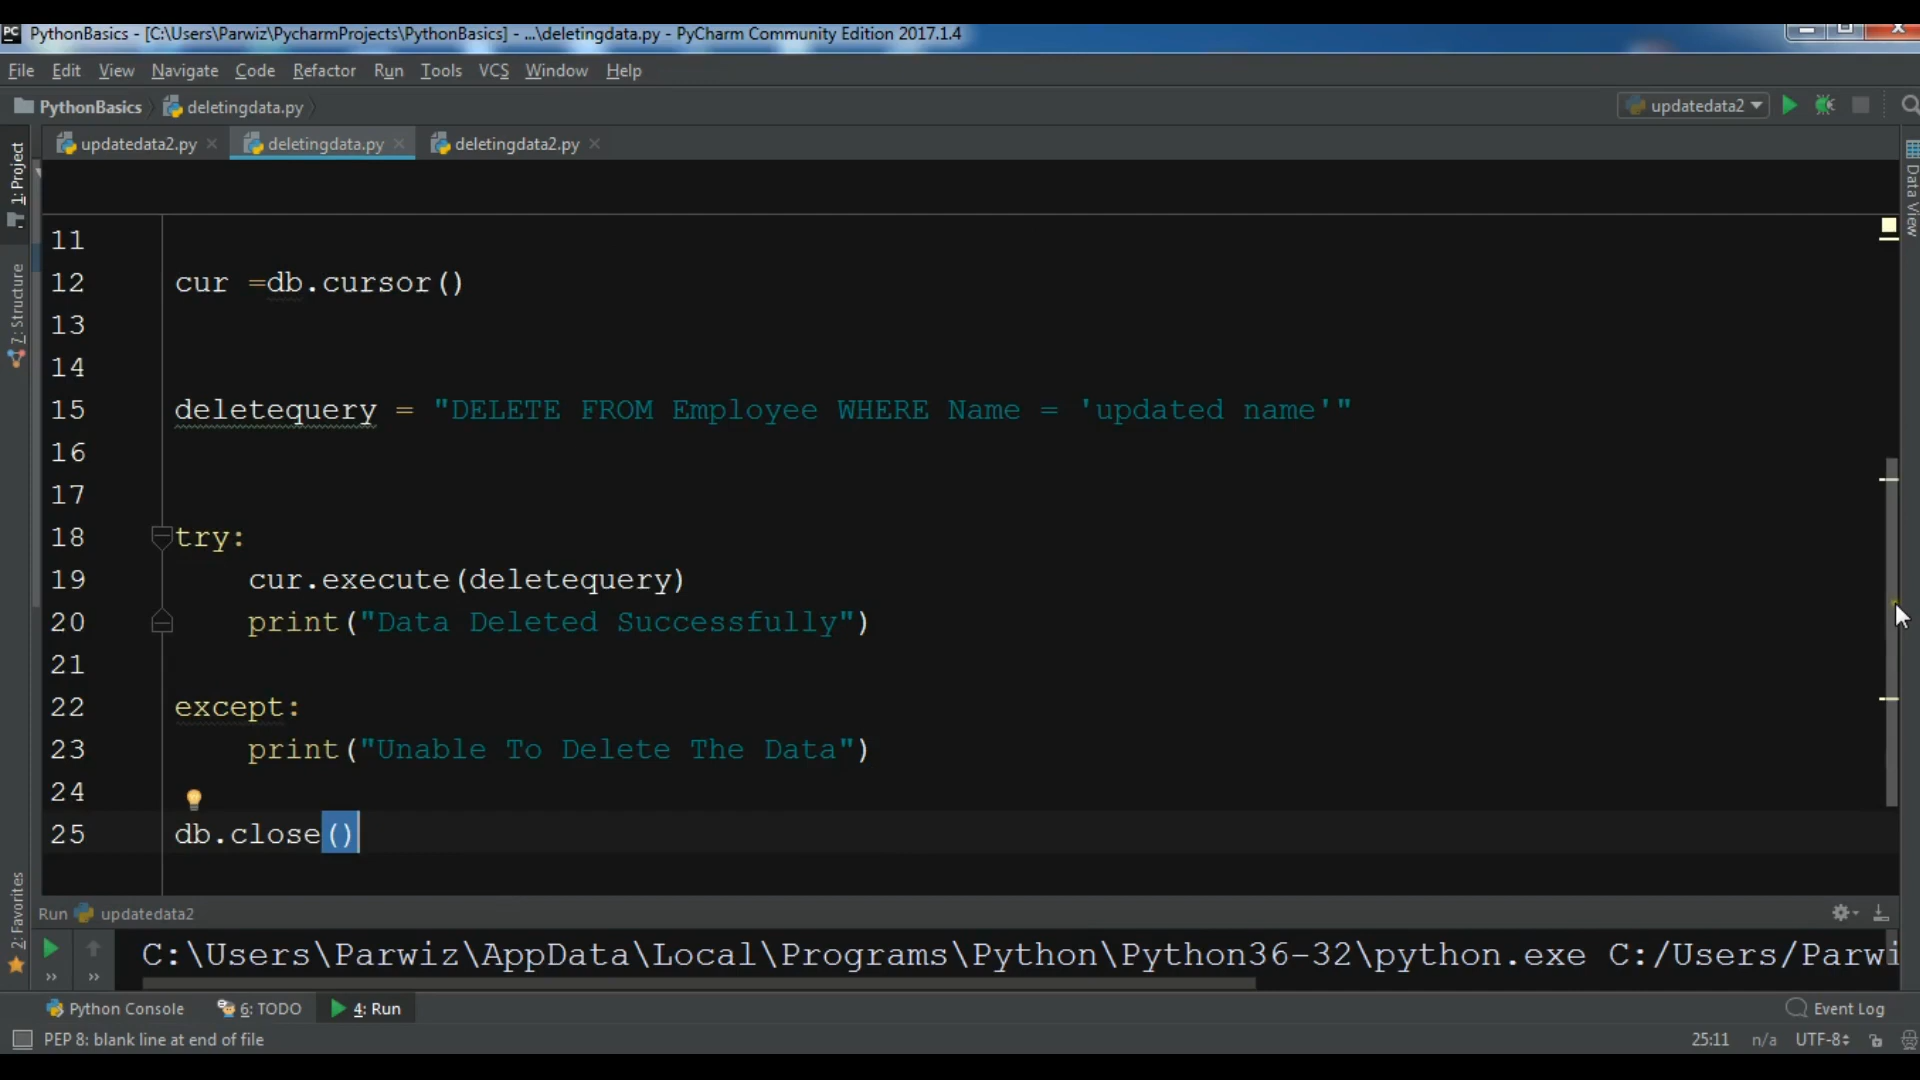 PC PythonBasics - [C:\Users\Parwiz\PycharmProjects\PythonBasics] - ...\deletingdata.py - PyCharm Community Edition 2017.1.4
File Edit View Navigate Code Refactor Run Tools VCS Window Help
PythonBasics deletingdata.py updatedata2
updatedata2.py deletingdata.py deletingdata2.py
1: Project
7: Structure
2: Favorites
Data View
11
12 cur =db.cursor()
13
14
15 deletequery = "DELETE FROM Employee WHERE Name = 'updated name'"
16
17
18 try:
19 cur.execute(deletequery)
20 print("Data Deleted Successfully")
21
22 except:
23 print("Unable To Delete The Data")
24
25 db.close()
Run updatedata2
C:\Users\Parwiz\AppData\Local\Programs\Python\Python36-32\python.exe C:/Users/Parwi
Python Console 6: TODO 4: Run Event Log
PEP 8: blank line at end of file 25:11 n/a UTF-8